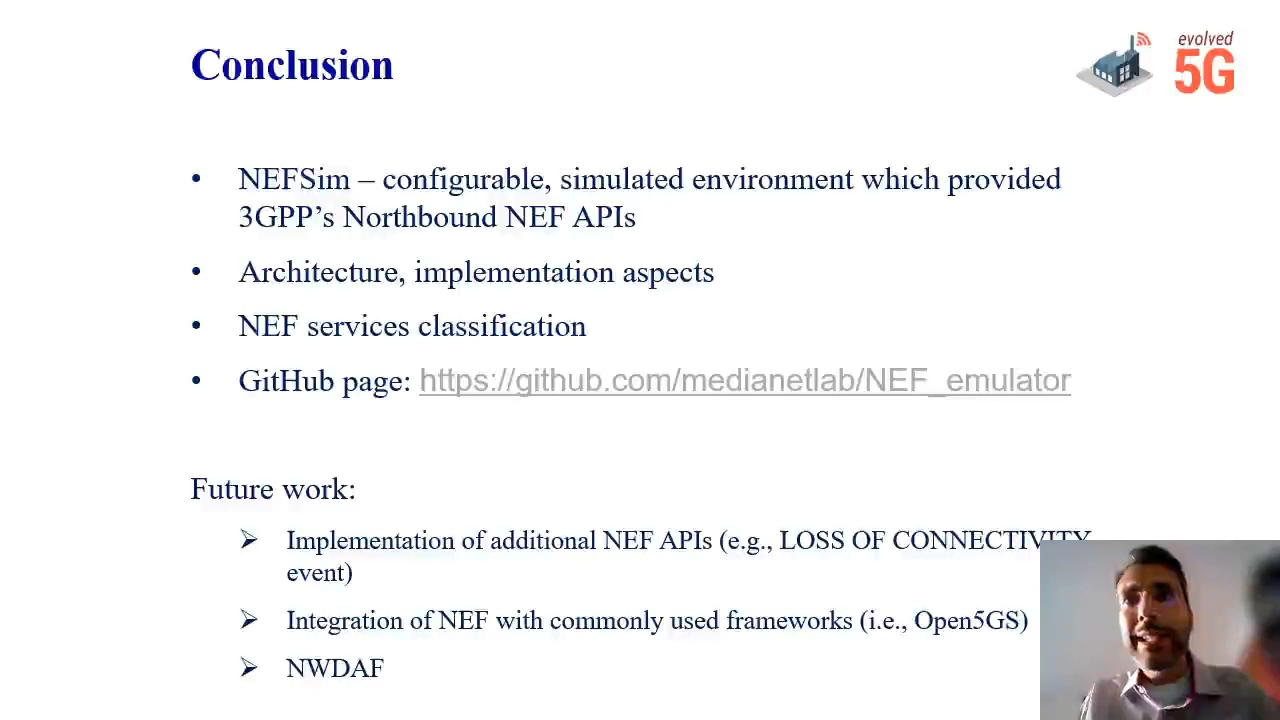 Conclusion
evolved
5G
• NEFSim – configurable, simulated environment which provided
3GPP’s Northbound NEF APIs
• Architecture, implementation aspects
• NEF services classification
• GitHub page: https://github.com/medianetlab/NEF_emulator
Future work:
➢ Implementation of additional NEF APIs (e.g., LOSS OF CONNECTIVITY
event)
➢ Integration of NEF with commonly used frameworks (i.e., Open5GS)
➢ NWDAF